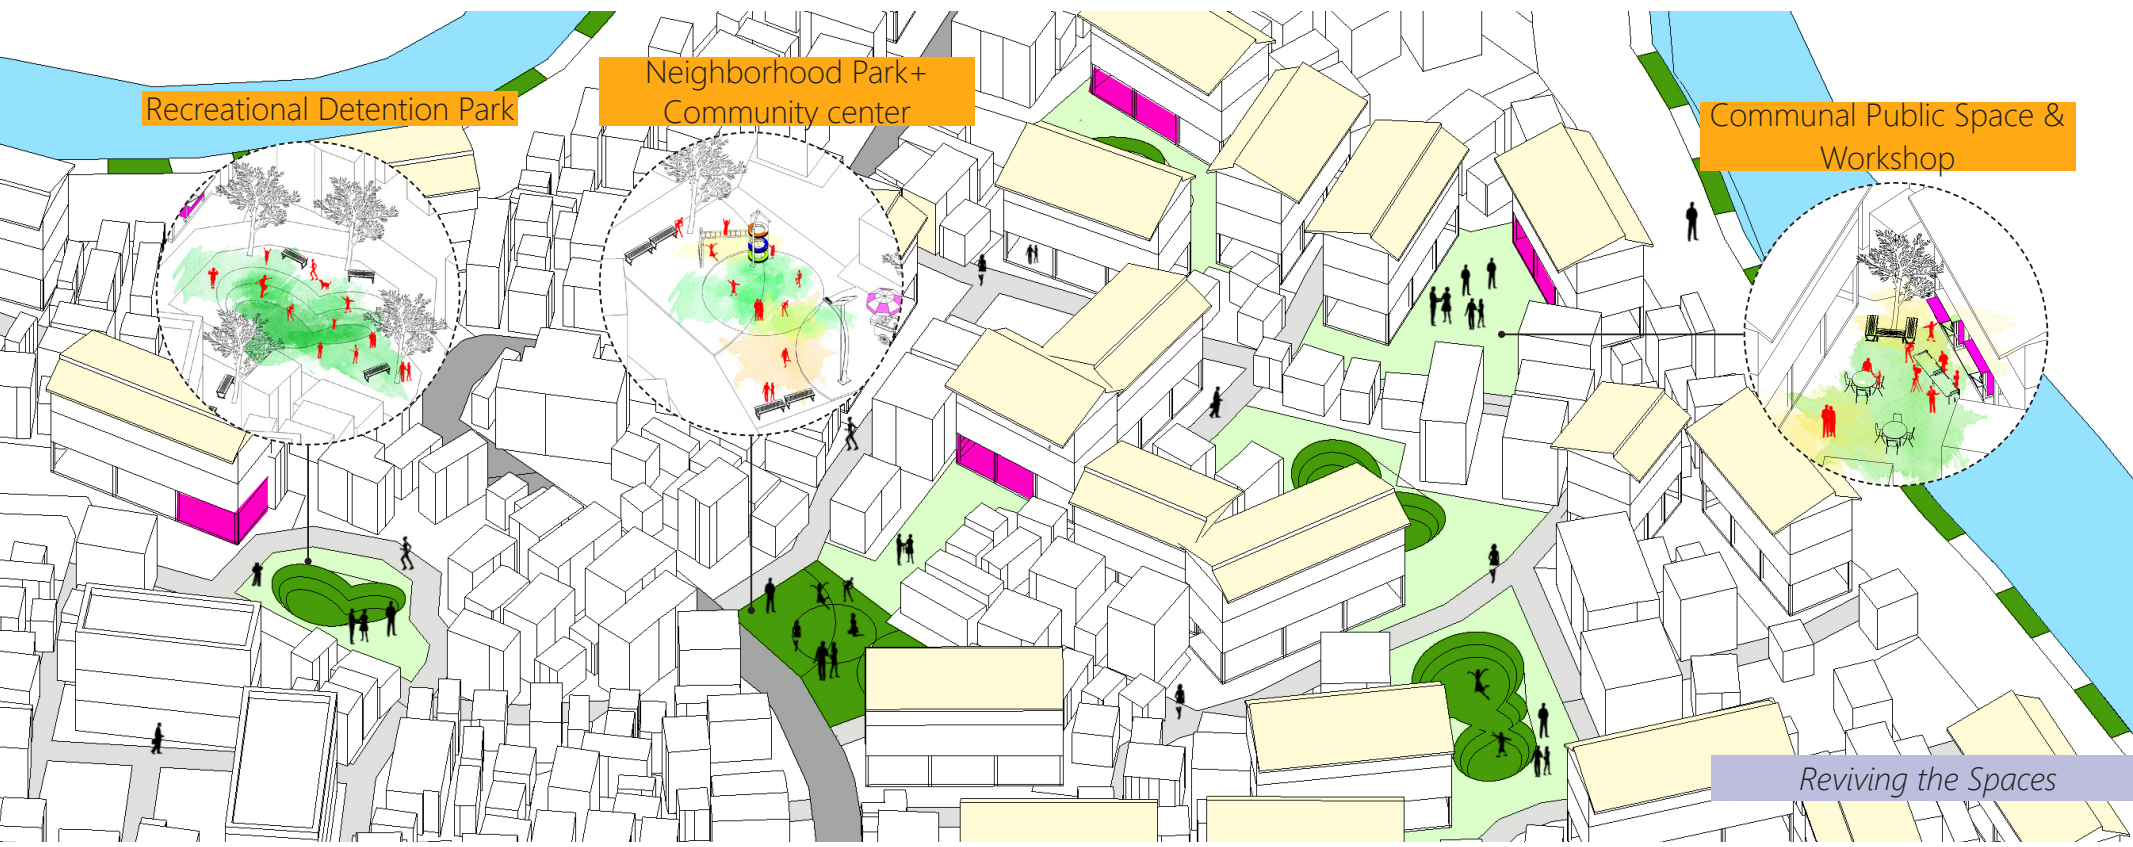 Recreational Detention Park
Neighborhood Park+
Community center
Communal Public Space &
Workshop
Reviving the Spaces